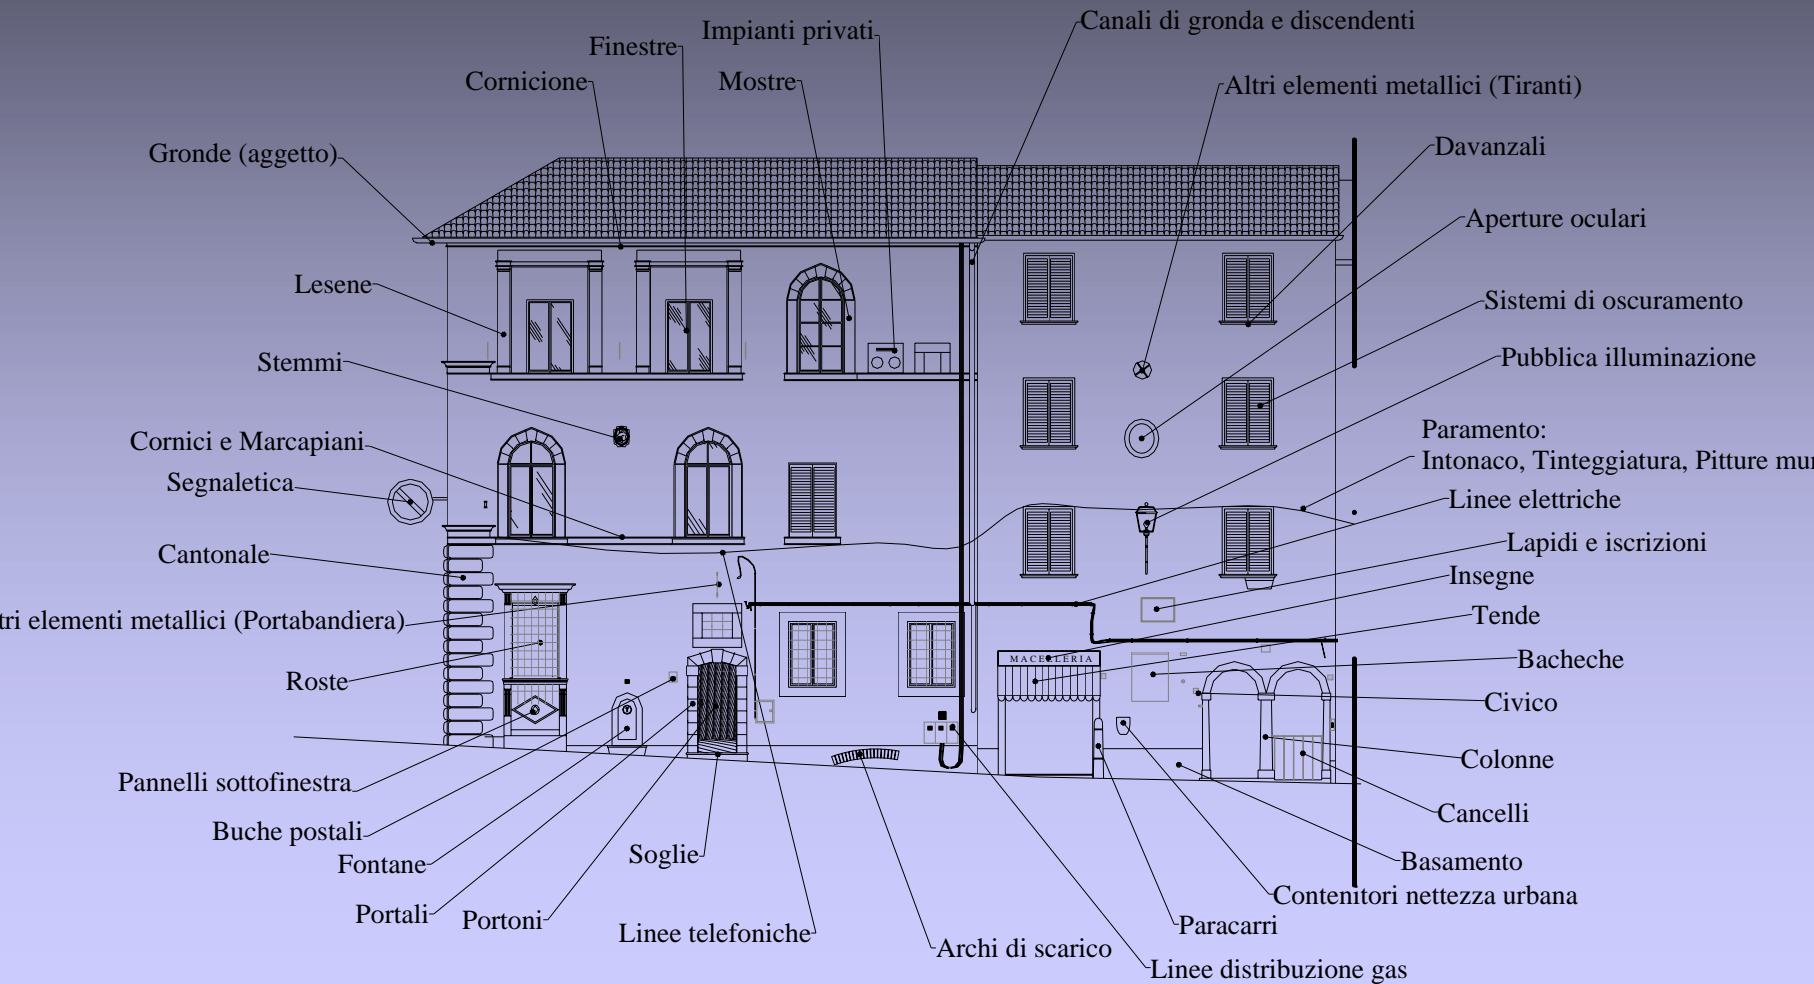 Canali di gronda e discendenti
Impianti privati
Finestre
Cornicione
Mostre
Altri elementi metallici (Tiranti)
Gronde (aggetto)
Davanzali
Aperture oculari
Lesene
Sistemi di oscuramento
Stemmi
Pubblica illuminazione
Cornici e Marcapiani
Paramento:
Intonaco, Tinteggiatura, Pitture mur
Segnaletica
Linee elettriche
Cantonale
Lapidi e iscrizioni
Insegne
tri elementi metallici (Portabandiera)
Tende
MACELLERIA
Roste
Bacheche
Civico
Colonne
Pannelli sottofinestra
Cancelli
Buche postali
Fontane
Soglie
Basamento
Contenitori nettezza urbana
Portali
Portoni
Linee telefoniche
Paracarri
Archi di scarico
Linee distribuzione gas